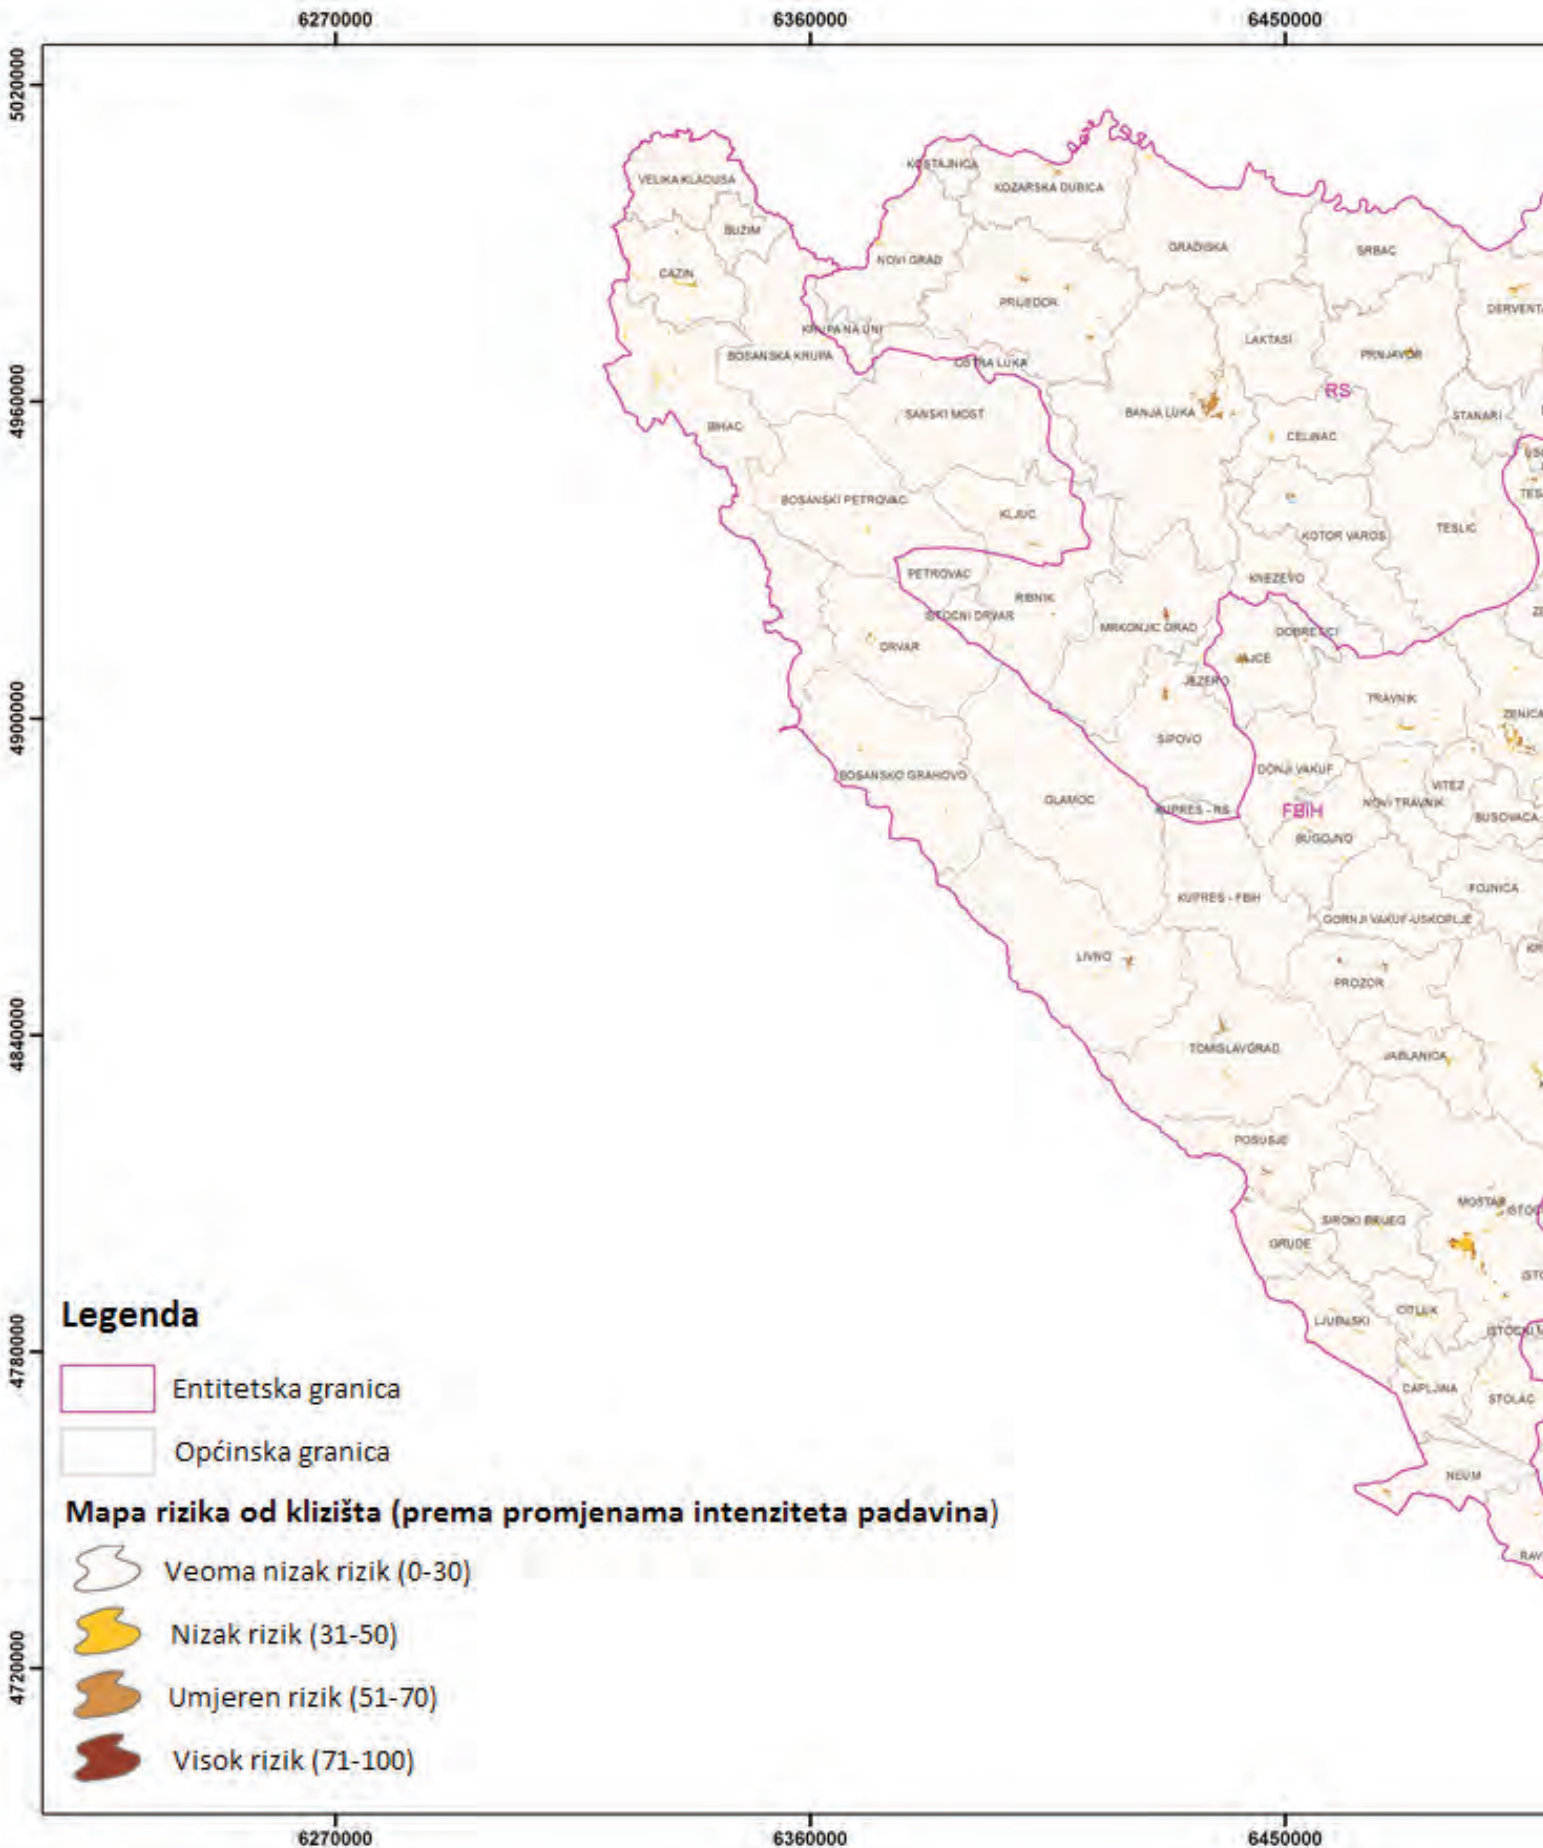 6270000 6360000 6450000
5020000
4960000
4900000
4840000
4780000
4720000
VELIKA KLADUSA
BUZIM
CAZIN
KOSTAJNICA
KOZARSKA DUBICA
NOVI GRAD
GRADISKA
SRBAC
PRIJEDOR
DERVENTA
KRUPA NA UNI
LAKTASI
PRNJAVOR
BOSANSKA KRUPA
OSTRA LUKA
RS
SANSKI MOST
BANJA LUKA
STANARI
BIHAC
CELINAC
BOSANSKI PETROVAC
KLJUC
KOTOR VAROS
TESLIC
PETROVAC
KNEZEVO
RIBNIK
ISTOCNI DRVAR
MRKONJIC GRAD
DOBRETICI
DRVAR
JAJCE
JEZERO
TRAVNIK
ZENICA
SIPOVO
BOSANSKO GRAHOVO
DONJI VAKUF
VITEZ
GLAMOC
KUPRES - RS
FBIH
NOVI TRAVNIK
BUSOVACA
BUGOJNO
FOJNICA
KUPRES - FBIH
GORNJI VAKUF-USKOPLJE
LIVNO
PROZOR
TOMISLAVGRAD
JABLANICA
POSUSJE
MOSTAR
SIROKI BRIJEG
GRUDE
CITLUK
LJUBUSKI
CAPLJINA
STOLAC
NEUM
RAV
Legenda
Entitetska granica
Općinska granica
Mapa rizika od klizišta (prema promjenama intenziteta padavina)
Veoma nizak rizik (0-30)
Nizak rizik (31-50)
Umjeren rizik (51-70)
Visok rizik (71-100)
6270000 6360000 6450000